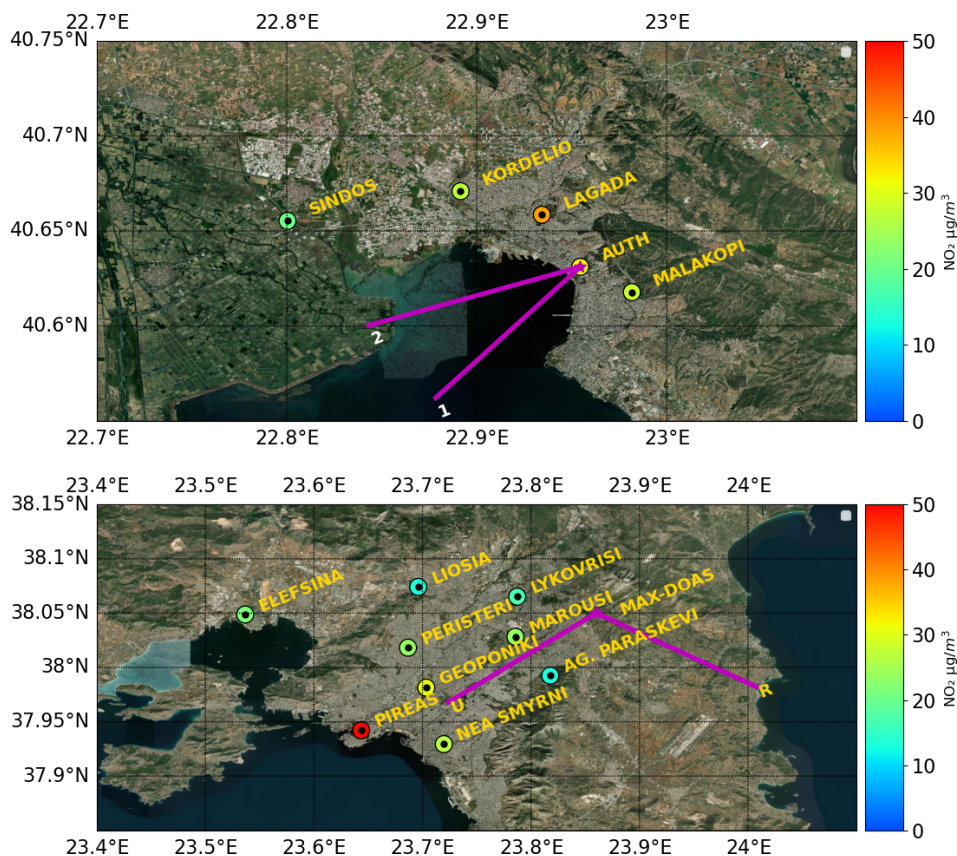 22.7°E 22.8°E 22.9°E 23°E
40.75°N
40.7°N
40.65°N
40.6°N
KORDELIO
SINDOS
LAGADA
AUTH
MALAKOPI
2
1
22.7°E 22.8°E 22.9°E 23°E
50
40
30
20
10
0
NO₂ µg/m³
23.4°E 23.5°E 23.6°E 23.7°E 23.8°E 23.9°E 24°E
38.15°N
38.1°N
38.05°N
38°N
37.95°N
37.9°N
LYKOVRISI
LIOSIA
ELEFSINA
MAX-DOAS
MAROUSI
PERISTERI
AG. PARASKEVI
GEOPONIKI
PIREAS
U
R
NEA SMYRNI
23.4°E 23.5°E 23.6°E 23.7°E 23.8°E 23.9°E 24°E
50
40
30
20
10
0
NO₂ µg/m³